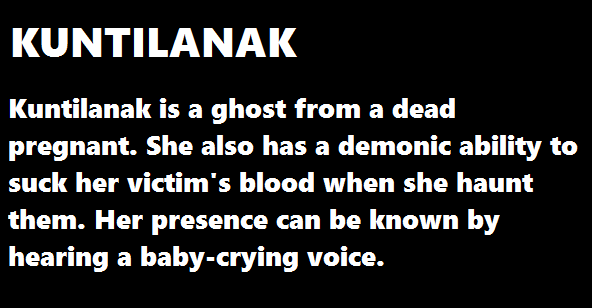 KUNTILANAK
Kuntilanak is a ghost from a dead
pregnant. She also has a demonic ability to
suck her victim's blood when she haunt
them. Her presence can be known by
hearing a baby-crying voice.